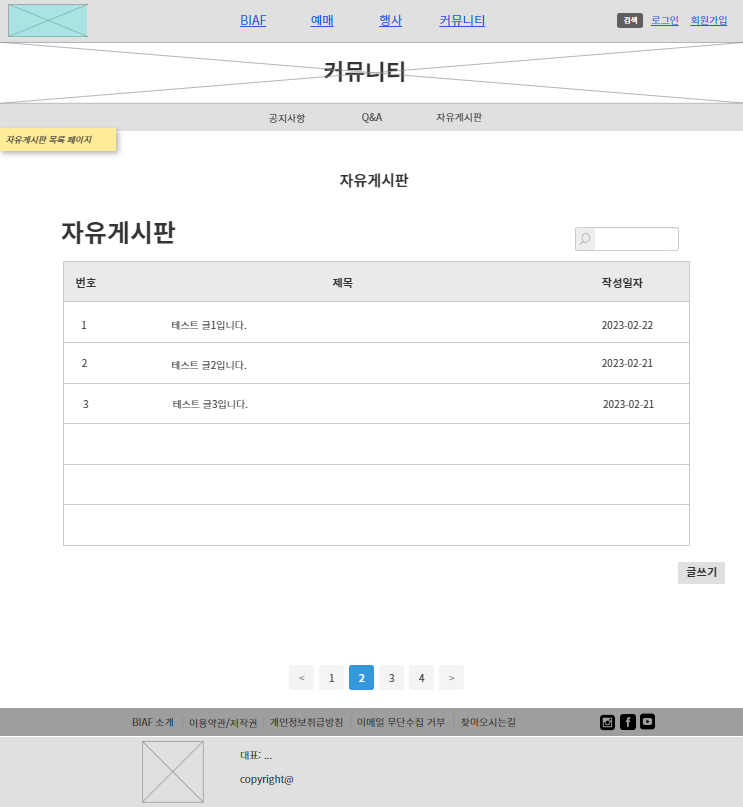 BIAF 예매 행사 커뮤니티 검색 로그인 회원가입
커뮤니티
공지사항 Q&A 자유게시판
자유게시판 목록 페이지
자유게시판
자유게시판
번호 제목 작성일자
1 테스트 글1입니다. 2023-02-22
2 테스트 글2입니다. 2023-02-21
3 테스트 글3입니다. 2023-02-21
글쓰기
< 1 2 3 4 >
BIAF 소개 | 이용약관/저작권 | 개인정보취급방침 | 이메일 무단수집 거부 | 찾아오시는길
대표: ...
copyright@